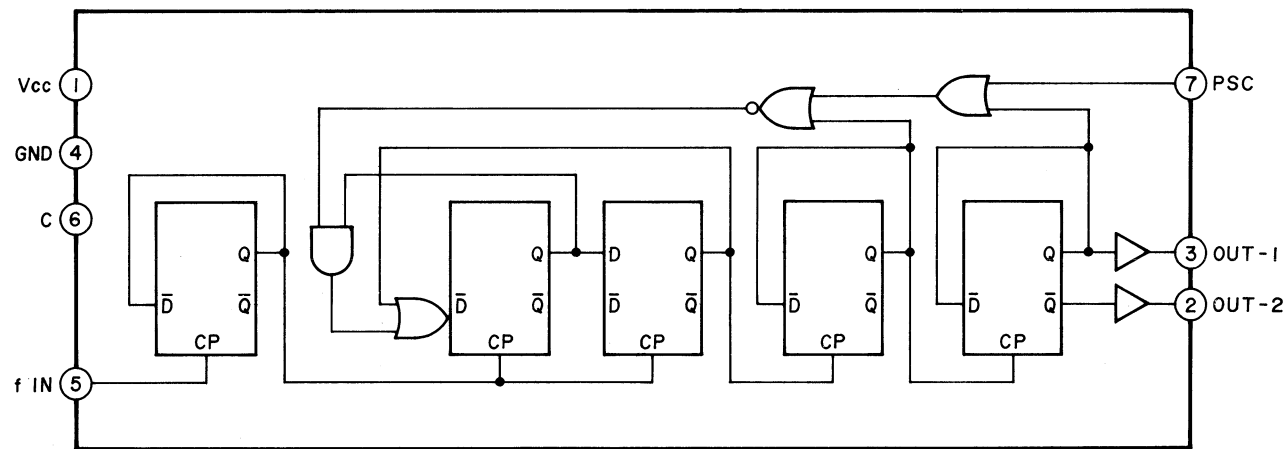 Vcc 1
GND 4
C 6
f IN 5
7 PSC
3 OUT-1
2 OUT-2
Q
D̅ Q̅
CP
Q
D̅ Q̅
CP
D Q
D̅ Q̅
CP
Q
D̅ Q̅
CP
Q
D̅ Q̅
CP